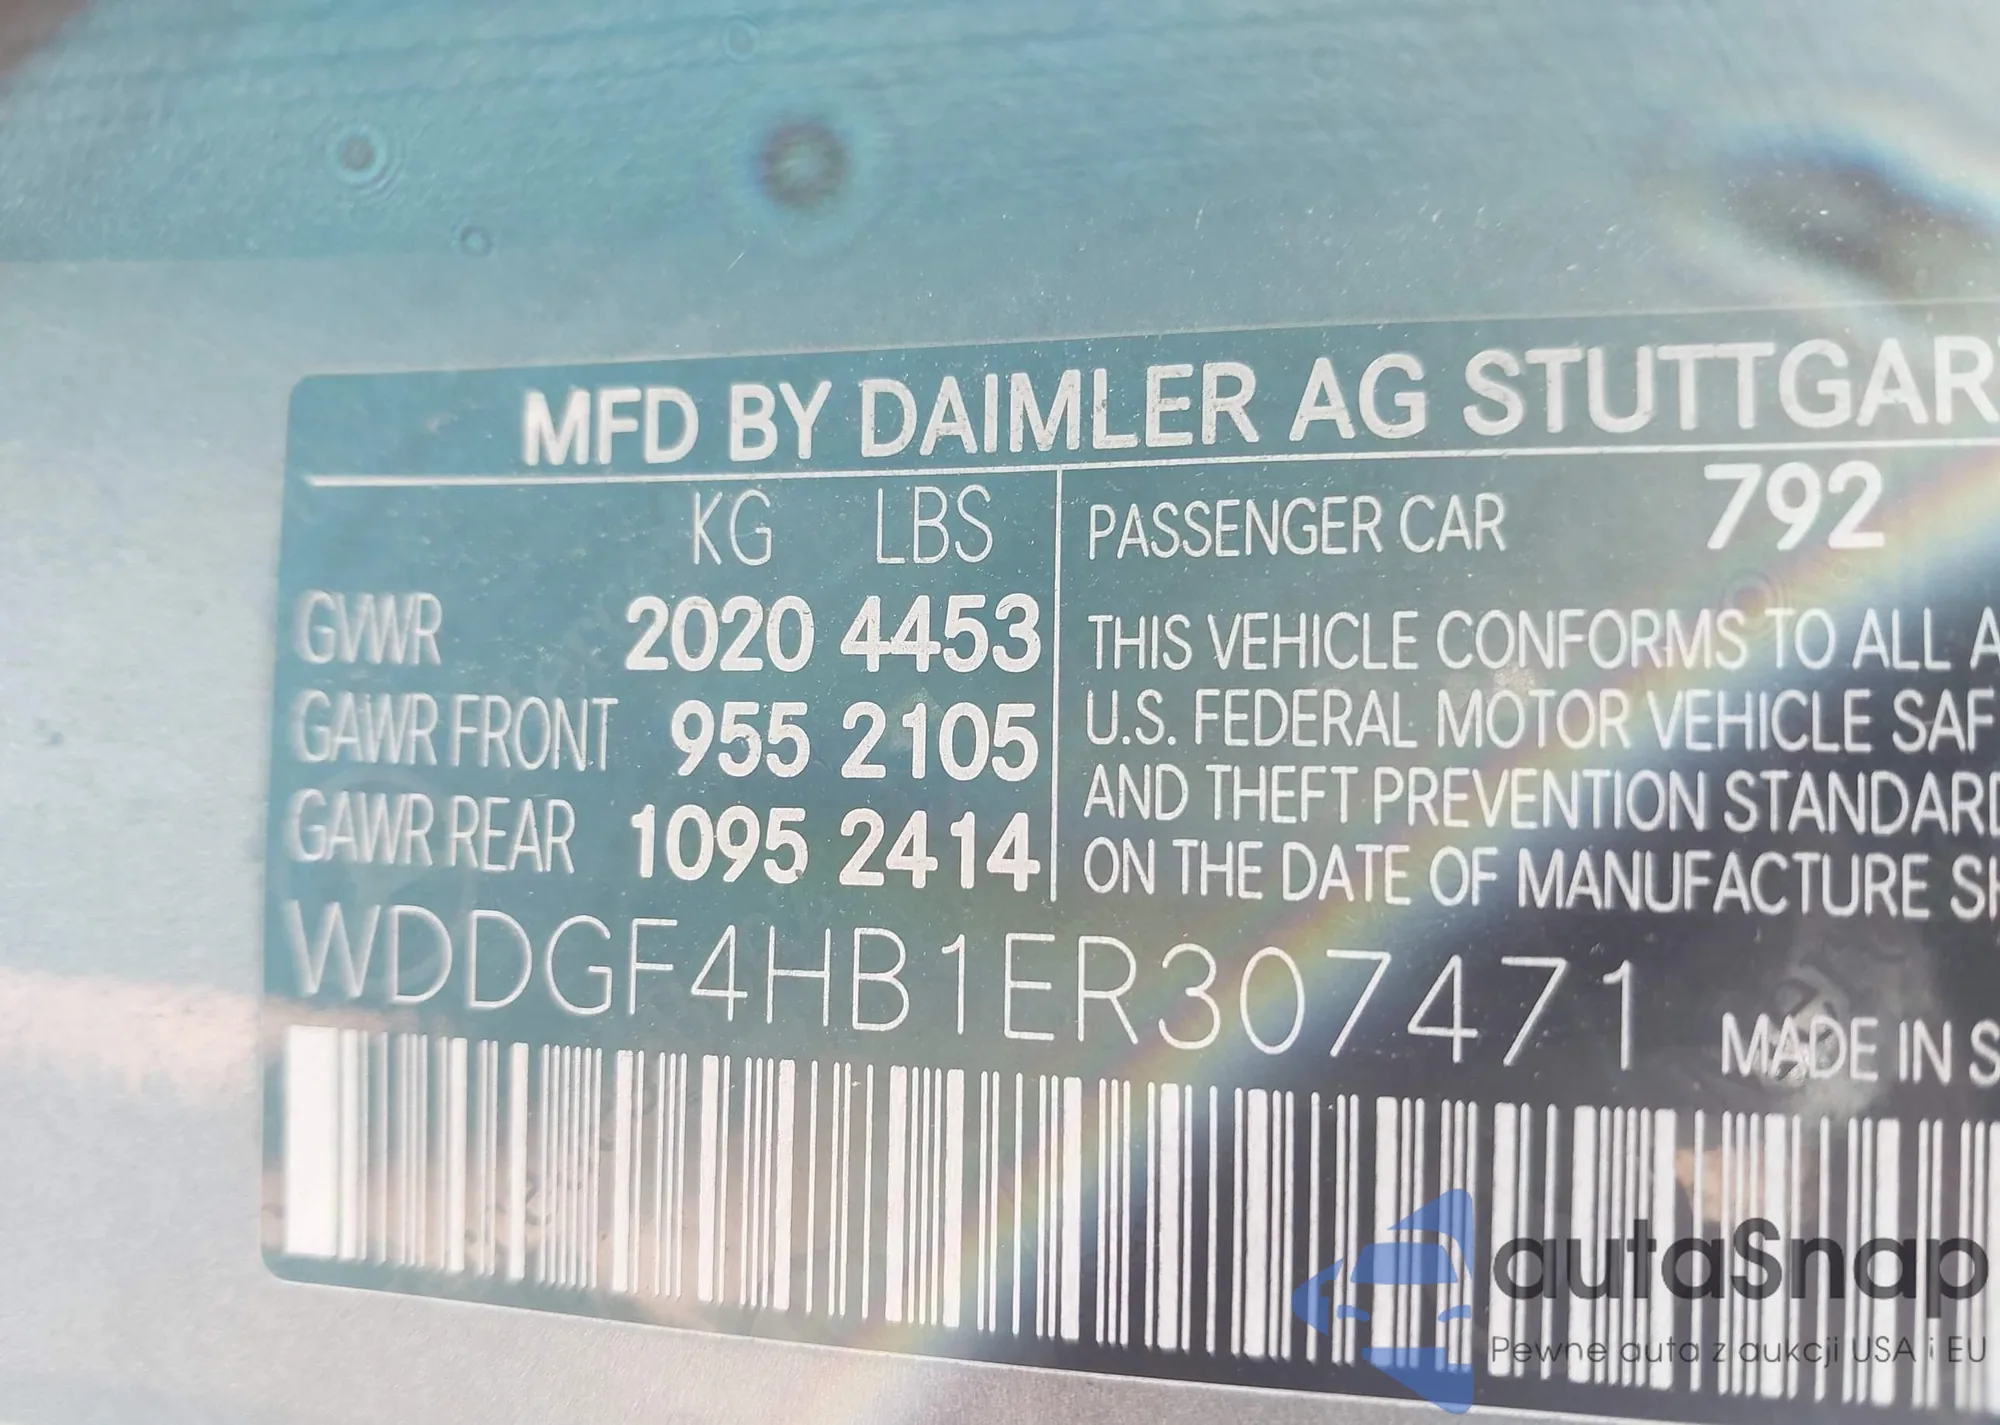 MFD BY DAIMLER AG STUTTGAR
KG LBS
GVWR 2020 4453
GAWR FRONT 955 2105
GAWR REAR 1095 2414
PASSENGER CAR 792
THIS VEHICLE CONFORMS TO ALL A
U.S. FEDERAL MOTOR VEHICLE SAF
AND THEFT PREVENTION STANDARD
ON THE DATE OF MANUFACTURE SH
WDDGF4HB1ER307471
MADE IN S
autaSnap
Pewne auta z aukcji USA i EU